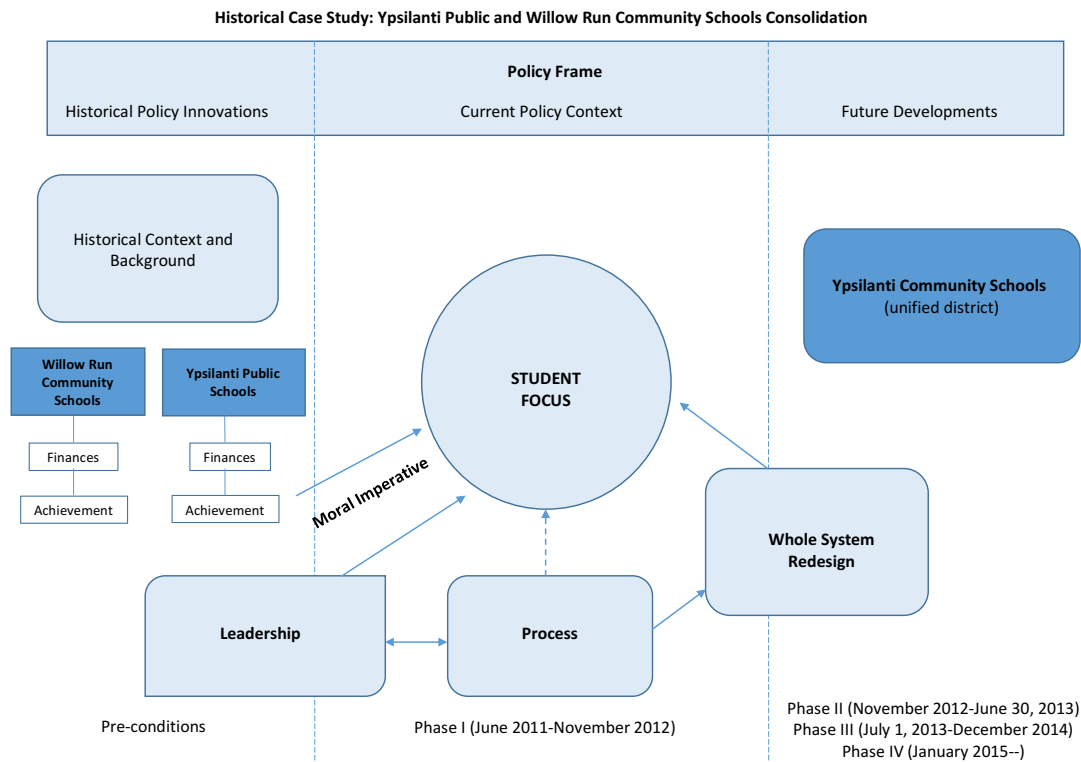 Historical Case Study: Ypsilanti Public and Willow Run Community Schools Consolidation
Policy Frame
Historical Policy Innovations
Current Policy Context
Future Developments
Historical Context and
Background
Ypsilanti Community Schools
(unified district)
Willow Run
Community
Schools
Ypsilanti Public
Schools
STUDENT
FOCUS
Finances
Finances
Achievement
Achievement
Moral Imperative
Whole System
Redesign
Leadership
Process
Pre-conditions
Phase I (June 2011-November 2012)
Phase II (November 2012-June 30, 2013)
Phase III (July 1, 2013-December 2014)
Phase IV (January 2015--)